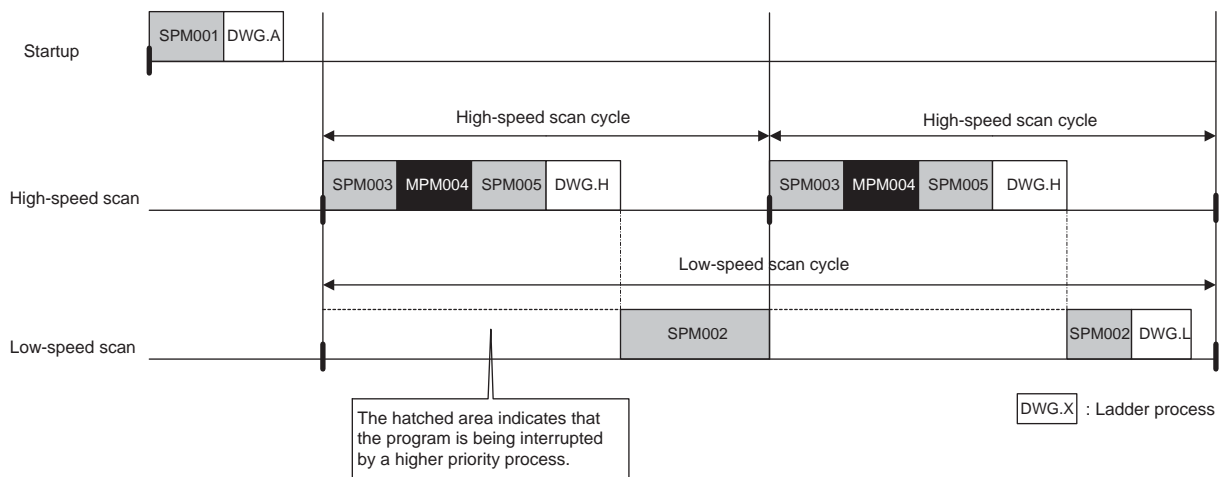 SPM001 DWG.A
Startup
High-speed scan cycle High-speed scan cycle
SPM003 MPM004 SPM005 DWG.H SPM003 MPM004 SPM005 DWG.H
High-speed scan
Low-speed scan cycle
SPM002 SPM002 DWG.L
Low-speed scan
The hatched area indicates that
the program is being interrupted
by a higher priority process.
DWG.X : Ladder process